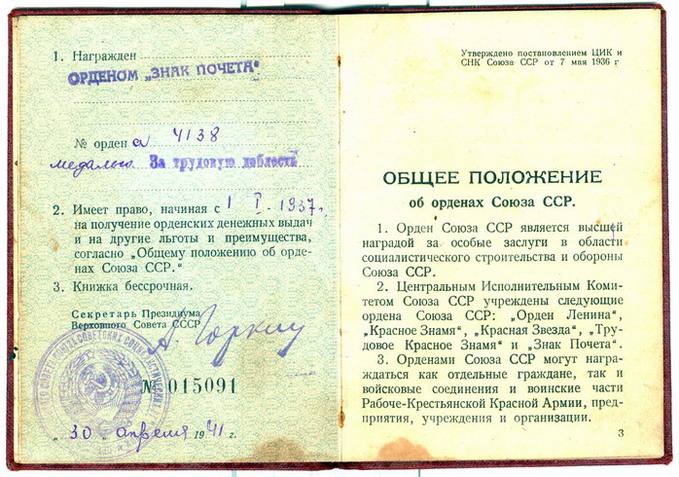 1. Награжден
ОРДЕНОМ „ЗНАК ПОЧЕТА“
№ орден а 4138
медалью За трудовую доблесть
2. Имеет право, начиная с 1 I. 1937 г.
на получение орденских денежных выдач
и на другие льготы и преимущества,
согласно „Общему положению об орде-
нах Союза ССР.“
3. Книжка бессрочная.
Секретарь Президиума
Верховного Совета СССР
А. Горкин
№ 015091
„30“ апреля 1941 г.
Утверждено постановлением ЦИК и
СНК Союза ССР от 7 мая 1936 г
ОБЩЕЕ ПОЛОЖЕНИЕ
об орденах Союза ССР.
1. Орден Союза ССР является высшей
наградой за особые заслуги в области
социалистического строительства и обороны
Союза ССР.
2. Центральным Исполнительным Коми-
тетом Союза ССР учреждены следующие
ордена Союза ССР: „Орден Ленина“,
„Красное Знамя“, „Красная Звезда“, „Тру-
довое Красное Знамя“ и „Знак Почета“.
3. Орденами Союза ССР могут награ-
ждаться как отдельные граждане, так и
войсковые соединения и воинские части
Рабоче-Крестьянской Красной Армии, пред-
приятия, учреждения и организации.
3